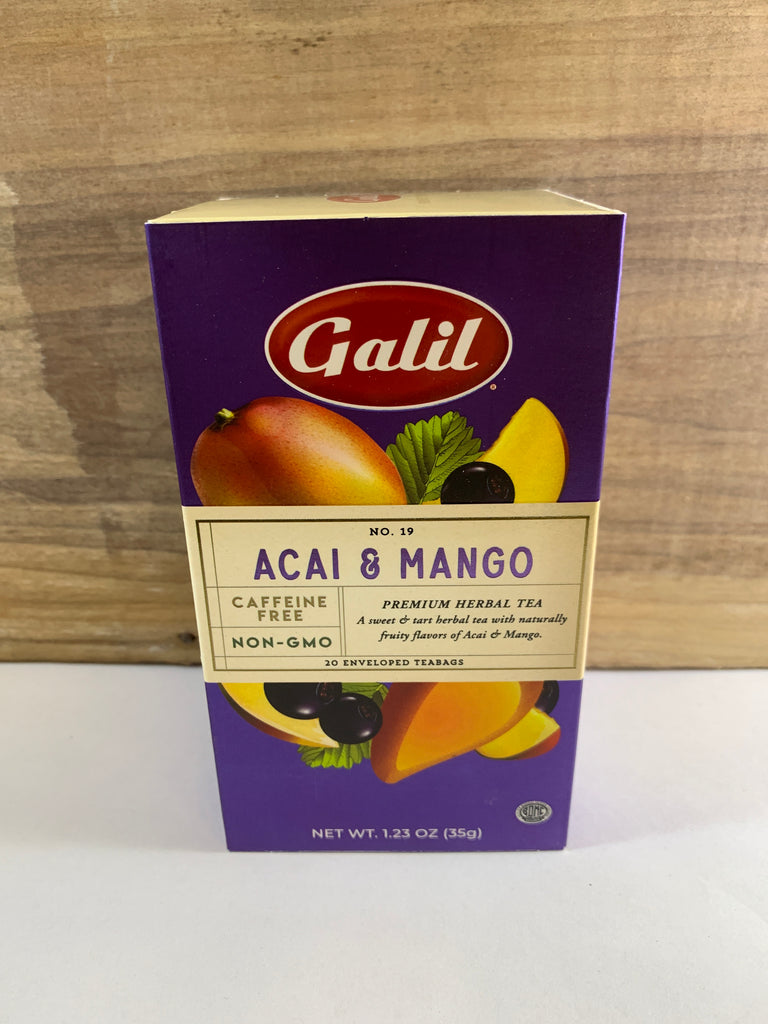 Galil
NO. 19
ACAI & MANGO
CAFFEINE
FREE
NON-GMO
PREMIUM HERBAL TEA
A sweet & tart herbal tea with naturally
fruity flavors of Acai & Mango.
20 ENVELOPED TEABAGS
NET WT. 1.23 OZ (35g)